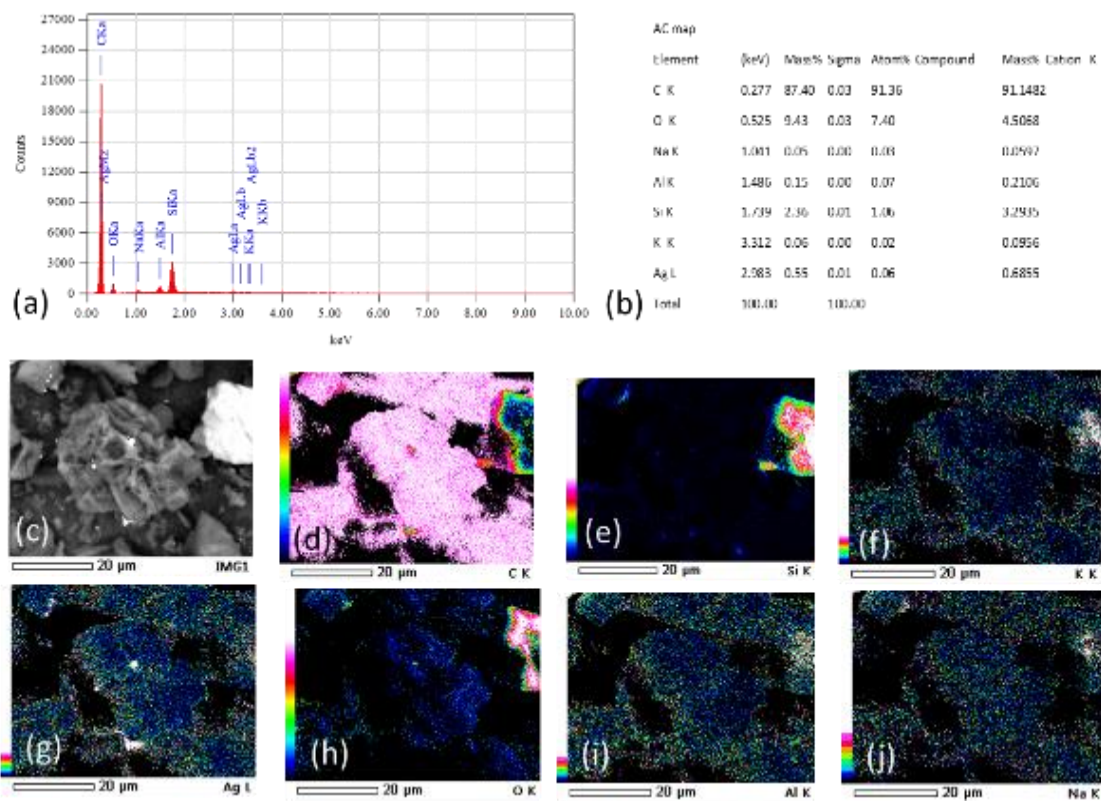 27000
24000
21000
18000
15000
12000
9000
6000
3000
0
Counts
CKa
AgMz
OKa
NaKa
AlKa
SiKa
AgLa
AgLb
AgLb2
KKa
KKb
0.00 1.00 2.00 3.00 4.00 5.00 6.00 7.00 8.00 9.00 10.00
keV
(a)
(b)
AC map
Element (keV) Mass% Sigma Atom% Compound Mass% Cation K
C K 0.277 87.40 0.03 91.36 91.1482
O K 0.525 9.43 0.03 7.40 4.5068
Na K 1.041 0.05 0.00 0.03 0.0597
Al K 1.486 0.15 0.00 0.07 0.2106
Si K 1.739 2.36 0.01 1.06 3.2935
K K 3.312 0.06 0.00 0.02 0.0956
Ag L 2.983 0.55 0.01 0.06 0.6855
Total 100.00 100.00
(c)
20 μm IMG1
(d)
20 μm C K
(e)
20 μm Si K
(f)
20 μm K K
(g)
20 μm Ag L
(h)
20 μm O K
(i)
20 μm Al K
(j)
20 μm Na K